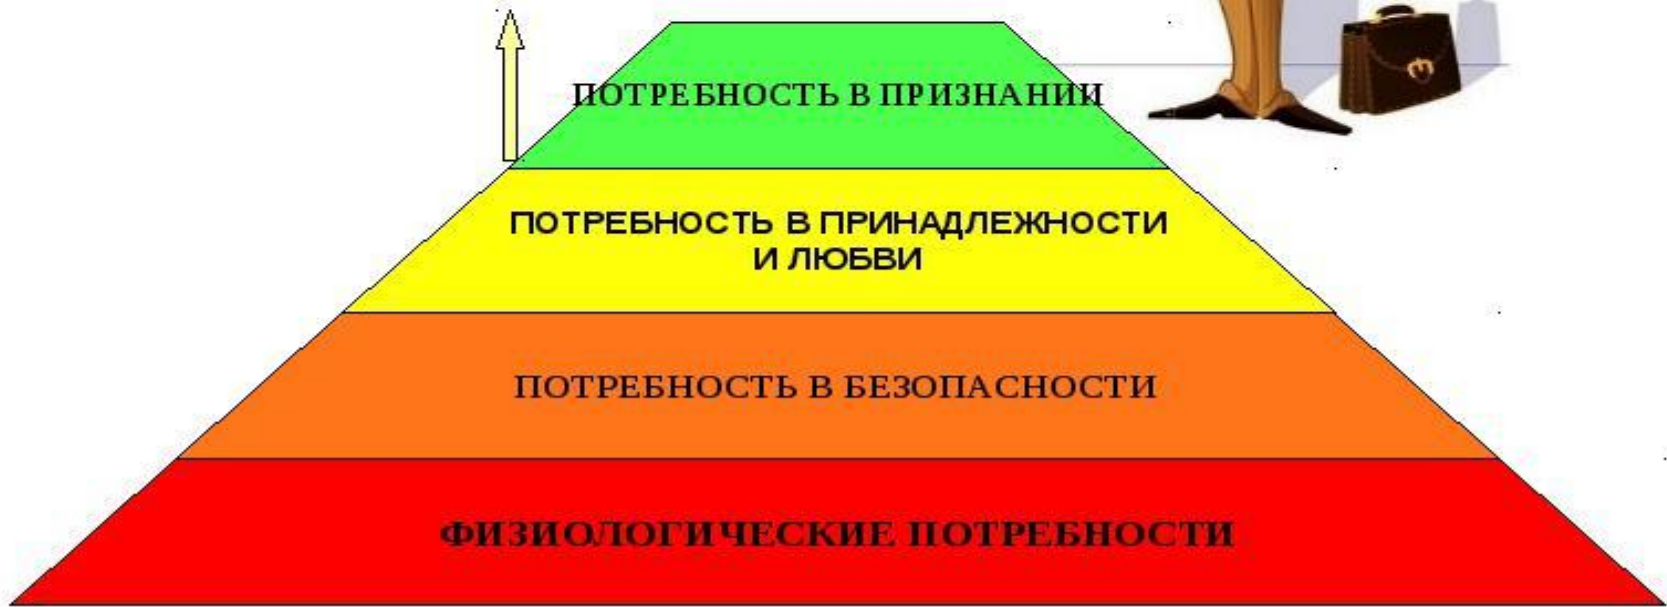 ПОТРЕБНОСТЬ В ПРИЗНАНИИ
ПОТРЕБНОСТЬ В ПРИНАДЛЕЖНОСТИ
И ЛЮБВИ
ПОТРЕБНОСТЬ В БЕЗОПАСНОСТИ
ФИЗИОЛОГИЧЕСКИЕ ПОТРЕБНОСТИ